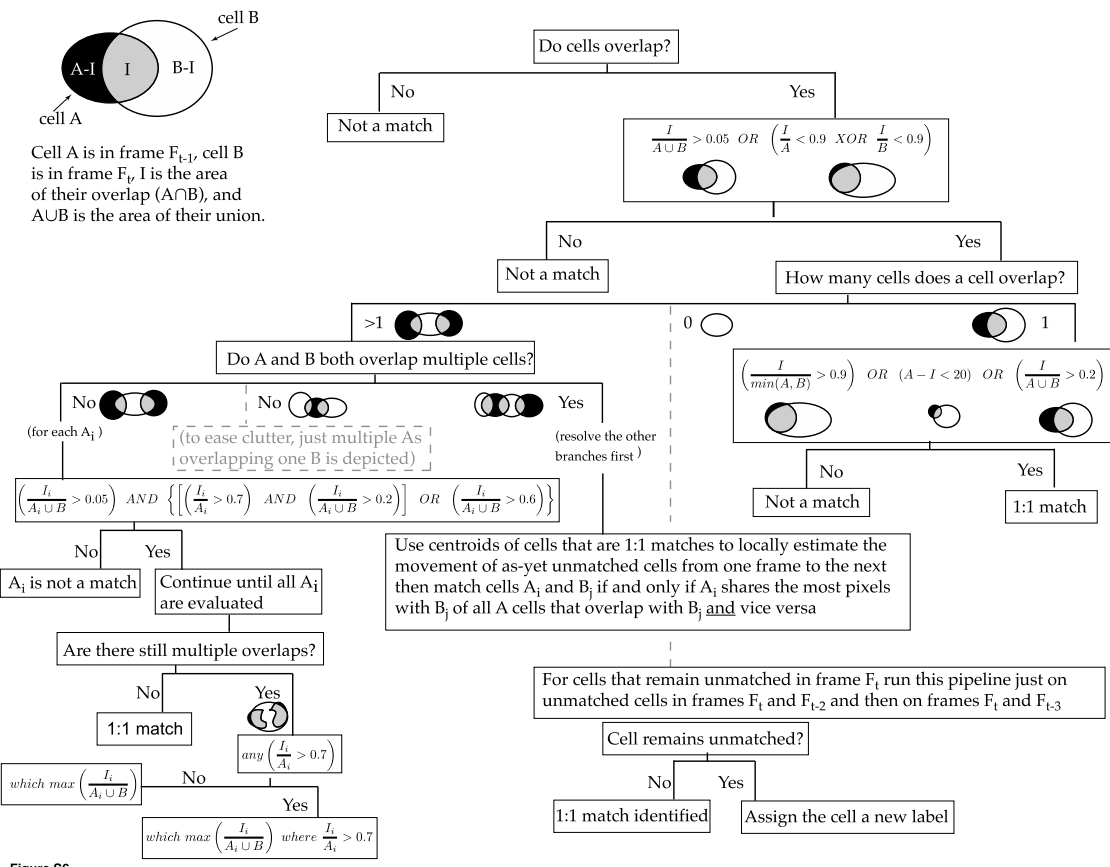 cell B
A-I
I
B-I
cell A
Cell A is in frame F_{t-1}, cell B
is in frame F_t, I is the area
of their overlap (A∩B), and
A∪B is the area of their union.
Do cells overlap?
No
Yes
Not a match
\frac{I}{A ∪ B} > 0.05 OR (\frac{I}{A} < 0.9 XOR \frac{I}{B} < 0.9)
No
Yes
Not a match
How many cells does a cell overlap?
>1
0
1
Do A and B both overlap multiple cells?
(\frac{I}{min(A, B)} > 0.9) OR (A − I < 20) OR (\frac{I}{A ∪ B} > 0.2)
No
No
Yes
(for each A_i)
(to ease clutter, just multiple As
overlapping one B is depicted)
(resolve the other
branches first)
No
Yes
Not a match
1:1 match
(\frac{I_i}{A_i ∪ B} > 0.05) AND {[(\frac{I_i}{A_i} > 0.7) AND (\frac{I_i}{A_i ∪ B} > 0.2)] OR (\frac{I_i}{A_i ∪ B} > 0.6)}
No
Yes
A_i is not a match
Continue until all A_i
are evaluated
Use centroids of cells that are 1:1 matches to locally estimate the
movement of as-yet unmatched cells from one frame to the next
then match cells A_i and B_j if and only if A_i shares the most pixels
with B_j of all A cells that overlap with B_j and vice versa
Are there still multiple overlaps?
No
Yes
1:1 match
any (\frac{I_i}{A_i} > 0.7)
No
which max (\frac{I_i}{A_i ∪ B})
Yes
which max (\frac{I_i}{A_i ∪ B}) where \frac{I_i}{A_i} > 0.7
For cells that remain unmatched in frame F_t run this pipeline just on
unmatched cells in frames F_t and F_{t-2} and then on frames F_t and F_{t-3}
Cell remains unmatched?
No
Yes
1:1 match identified
Assign the cell a new label